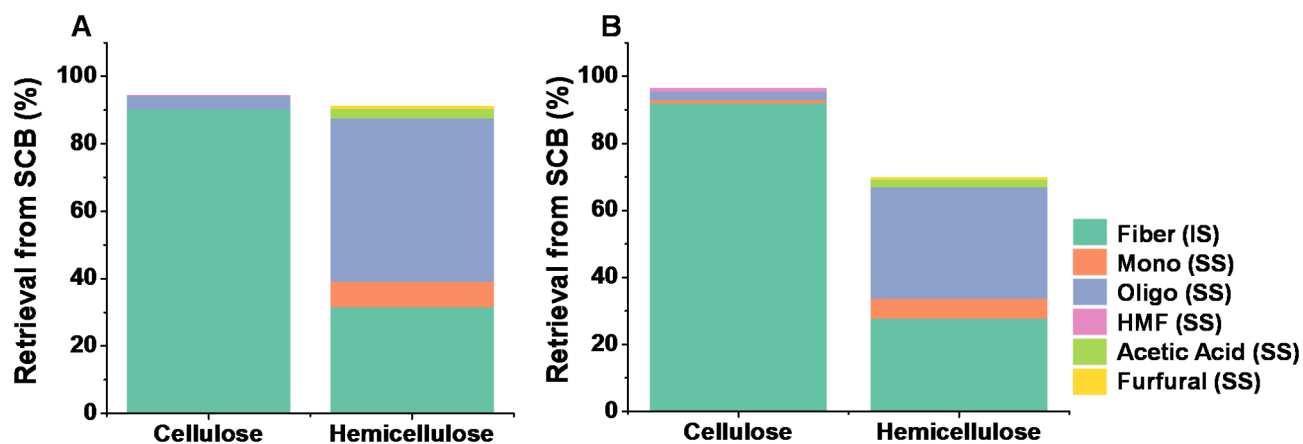 A
Retrieval from SCB (%)
100
80
60
40
20
0
Cellulose
Hemicellulose
B
Retrieval from SCB (%)
100
80
60
40
20
0
Cellulose
Hemicellulose
Fiber (IS)
Mono (SS)
Oligo (SS)
HMF (SS)
Acetic Acid (SS)
Furfural (SS)